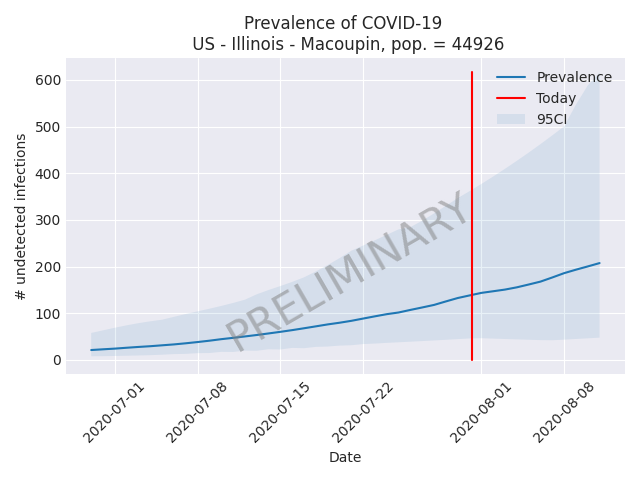 Prevalence of COVID-19
US - Illinois - Macoupin, pop. = 44926
# undetected infections
600
500
400
300
200
100
0
Prevalence
Today
95CI
PRELIMINARY
2020-07-01
2020-07-08
2020-07-15
2020-07-22
2020-08-01
2020-08-08
Date